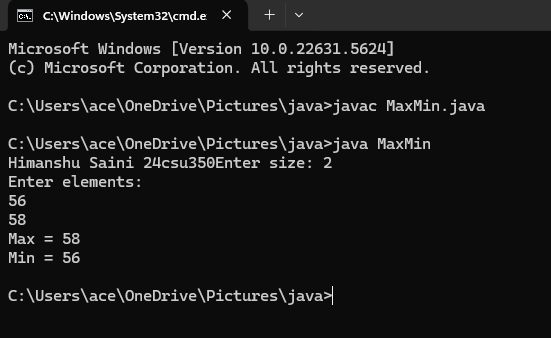 C:\Windows\System32\cmd.e
Microsoft Windows [Version 10.0.22631.5624]
(c) Microsoft Corporation. All rights reserved.
C:\Users\ace\OneDrive\Pictures\java>javac MaxMin.java
C:\Users\ace\OneDrive\Pictures\java>java MaxMin
Himanshu Saini 24csu350Enter size: 2
Enter elements:
56
58
Max = 58
Min = 56
C:\Users\ace\OneDrive\Pictures\java>